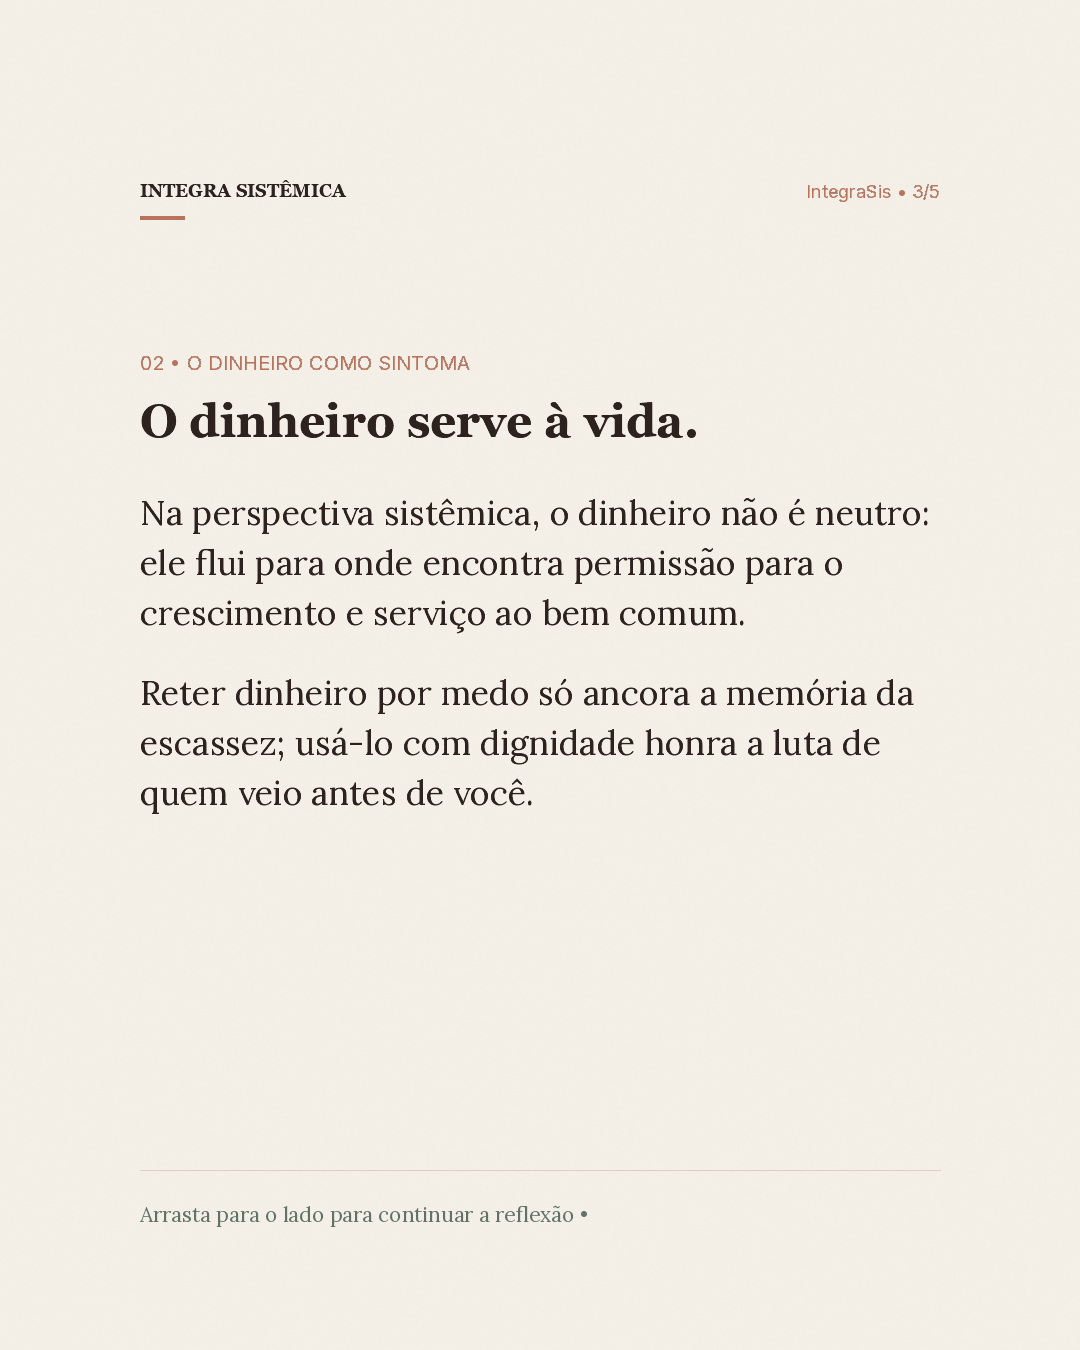 INTEGRA SISTÊMICA
IntegraSis • 3/5
02 • O DINHEIRO COMO SINTOMA
O dinheiro serve à vida.
Na perspectiva sistêmica, o dinheiro não é neutro:
ele flui para onde encontra permissão para o
crescimento e serviço ao bem comum.
Reter dinheiro por medo só ancora a memória da
escassez; usá-lo com dignidade honra a luta de
quem veio antes de você.
Arrasta para o lado para continuar a reflexão •